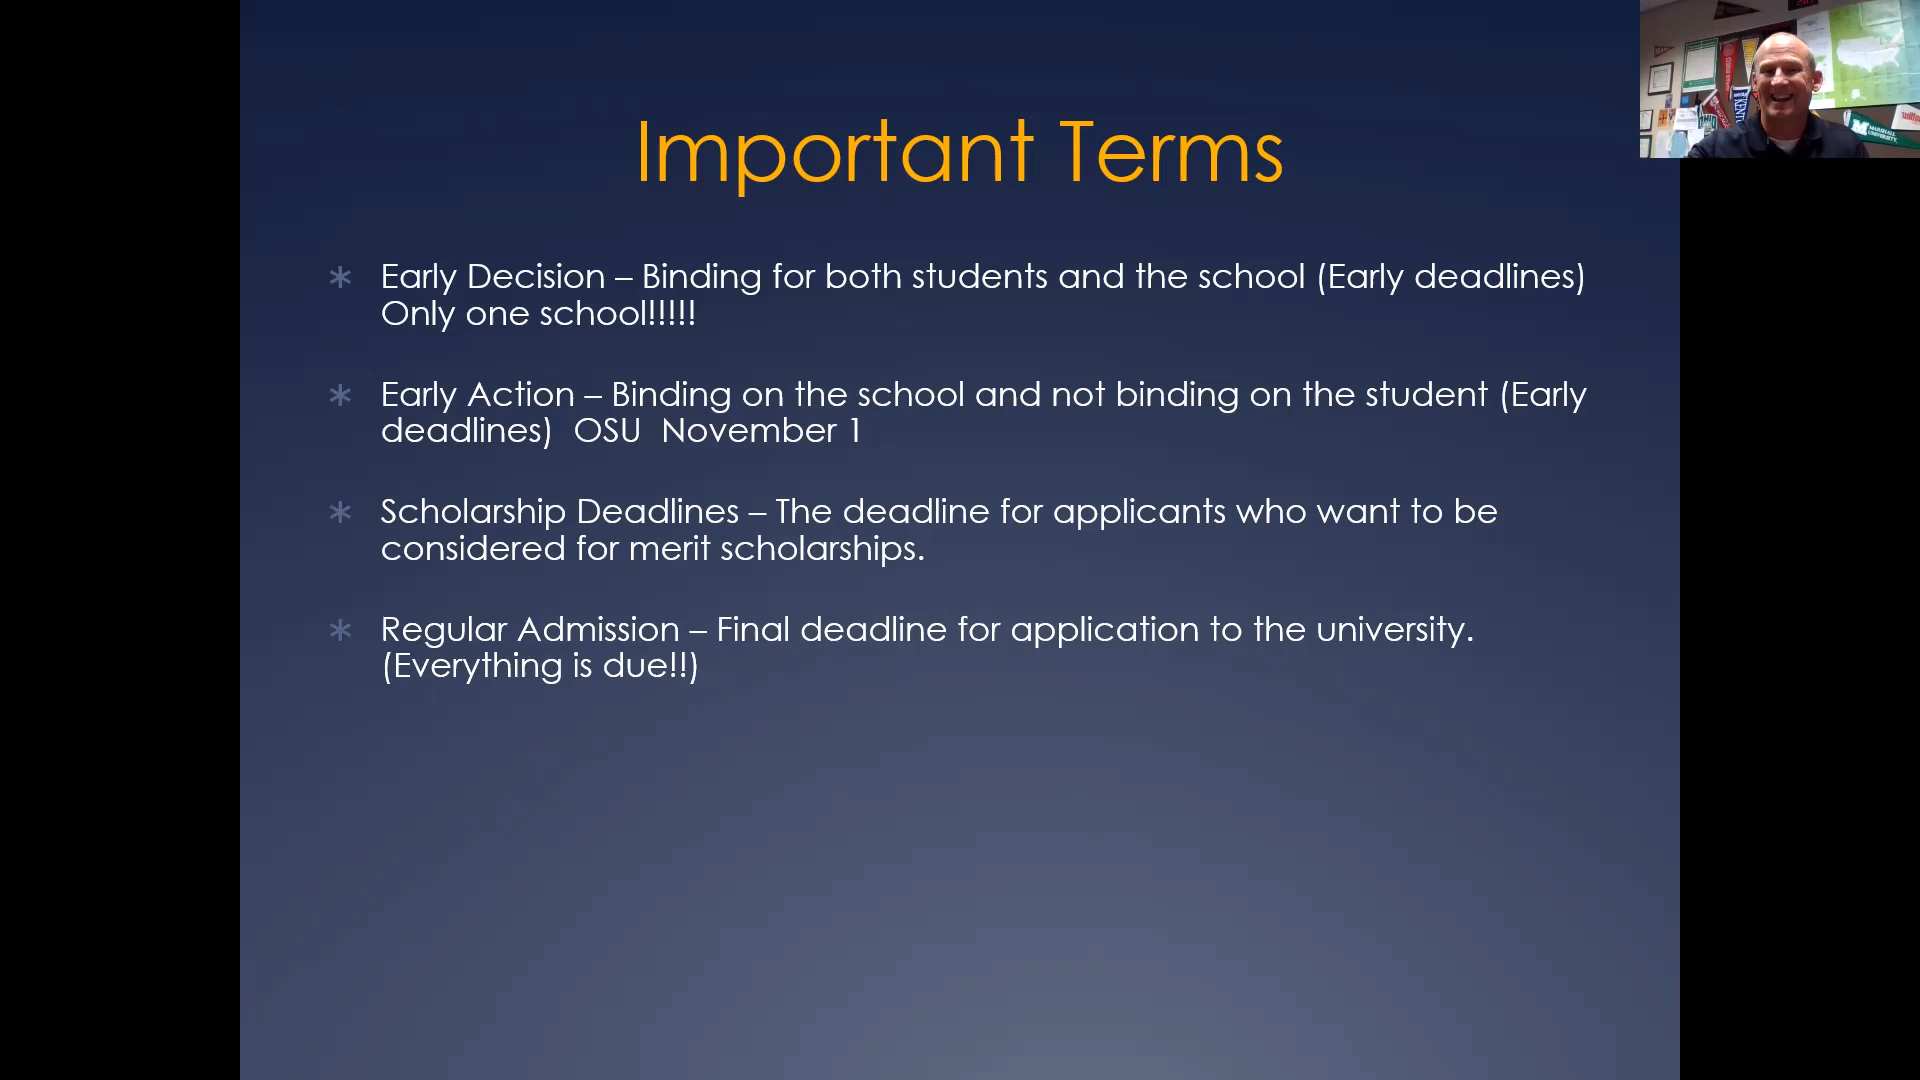 Important Terms
Early Decision – Binding for both students and the school (Early deadlines)
Only one school!!!!!
Early Action – Binding on the school and not binding on the student (Early
deadlines)  OSU  November 1
Scholarship Deadlines – The deadline for applicants who want to be
considered for merit scholarships.
Regular Admission – Final deadline for application to the university.
(Everything is due!!)
MARSHALL
UNIVERSITY